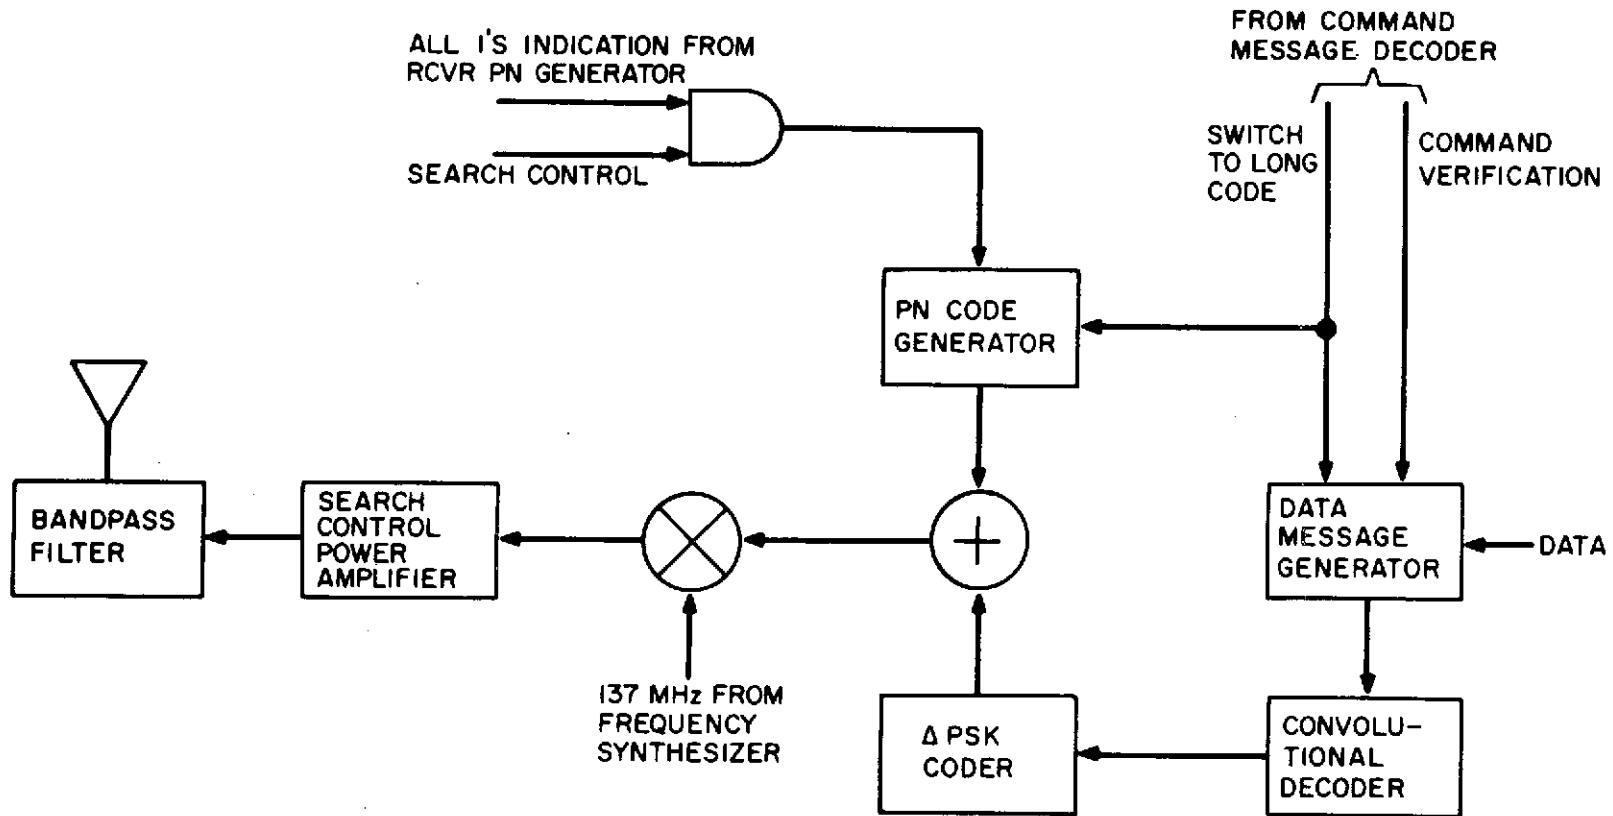 ALL 1'S INDICATION FROM
RCVR PN GENERATOR
SEARCH CONTROL
FROM COMMAND
MESSAGE DECODER
SWITCH
TO LONG
CODE
COMMAND
VERIFICATION
PN CODE
GENERATOR
BANDPASS
FILTER
SEARCH
CONTROL
POWER
AMPLIFIER
137 MHz FROM
FREQUENCY
SYNTHESIZER
DATA
MESSAGE
GENERATOR
DATA
Δ PSK
CODER
CONVOLU-
TIONAL
DECODER